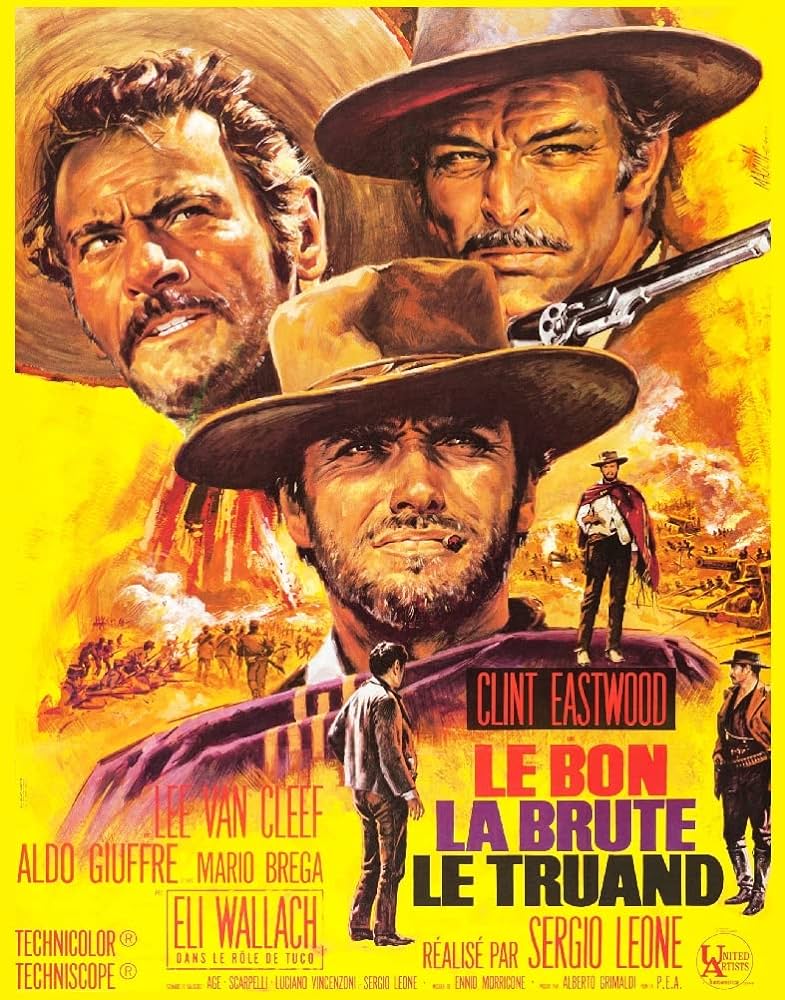 CLINT EASTWOOD
LE BON
LA BRUTE
LE TRUAND
LEE VAN CLEEF
ALDO GIUFFRE MARIO BREGA
ELI WALLACH
DANS LE RÔLE DE TUCO
RÉALISÉ PAR SERGIO LEONE
TECHNICOLOR ®
TECHNISCOPE ®
AGE - SCARPELLI - LUCIANO VINCENZONI - SERGIO LEONE ENNIO MORRICONE ALBERTO GRIMALDI P.E.A.
UA
UNITED
ARTISTS